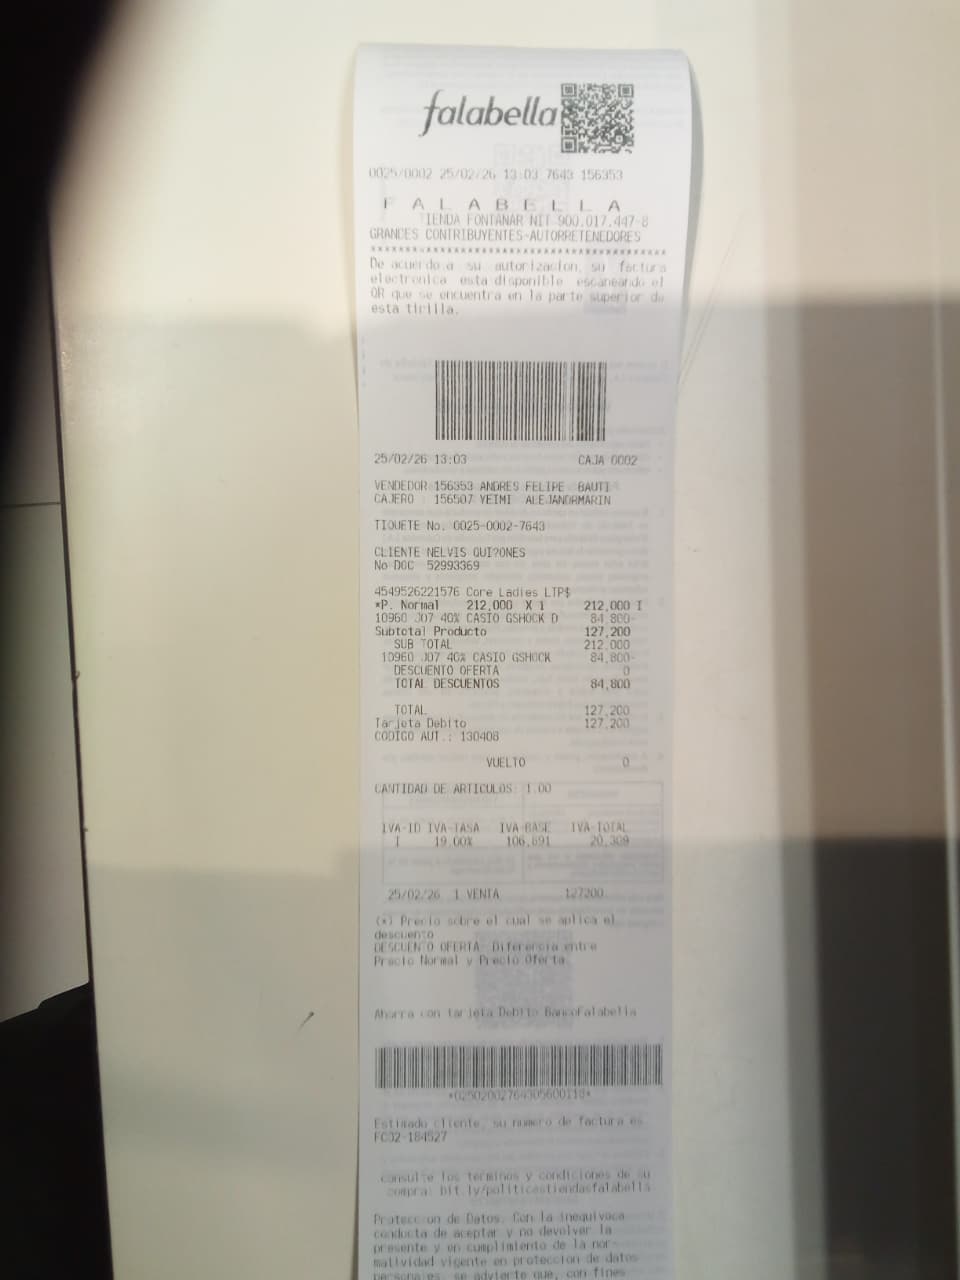 falabella
0025/0002 25/02/26 13:03 7643 156353
F A L A B E L L A
TIENDA FONTANAR NIT 900.017.447-8
GRANDES CONTRIBUYENTES-AUTORRETENEDORES
De acuerdo a su autorizacion, su factura
electronica esta disponible escaneando el
QR que se encuentra en la parte superior de
esta tirilla.
25/02/26 13:03 CAJA 0002
VENDEDOR 156353 ANDRES FELIPE BAUTI
CAJERO 156507 YEIMI ALEJANDRMARIN
TIQUETE No. 0025-0002-7643
CLIENTE NELVIS QUI?ONES
No DOC 52993369
4549526221576 Core Ladies LTP$
*P. Normal 212,000 X 1 212,000 I
10960 J07 40% CASIO GSHOCK D 84,800-
Subtotal Producto 127,200
SUB TOTAL 212,000
10960 J07 40% CASIO GSHOCK 84,800-
DESCUENTO OFERTA 0
TOTAL DESCUENTOS 84,800
TOTAL 127,200
Tarjeta Debito 127,200
CODIGO AUT.: 130408
VUELTO 0
CANTIDAD DE ARTICULOS: 1.00
IVA-ID IVA-TASA IVA-BASE IVA-TOTAL
I 19.00% 106,891 20,309
25/02/26 1 VENTA 127200
(*) Precio sobre el cual se aplica el
descuento
DESCUENTO OFERTA: Diferencia entre
Precio Normal y Precio Oferta.
Ahorra con tarjeta Debito BancoFalabella
Estimado cliente, su numero de factura es
FC02-184527
consulte los terminos y condiciones de su
compra: bit.ly/politicastiendasfalabella
Proteccion de Datos. Con la inequivoca
conducta de aceptar y no devolver la
presente y en cumplimiento de la nor-
matividad vigente en proteccion de datos
personales, se advierte que, con fines